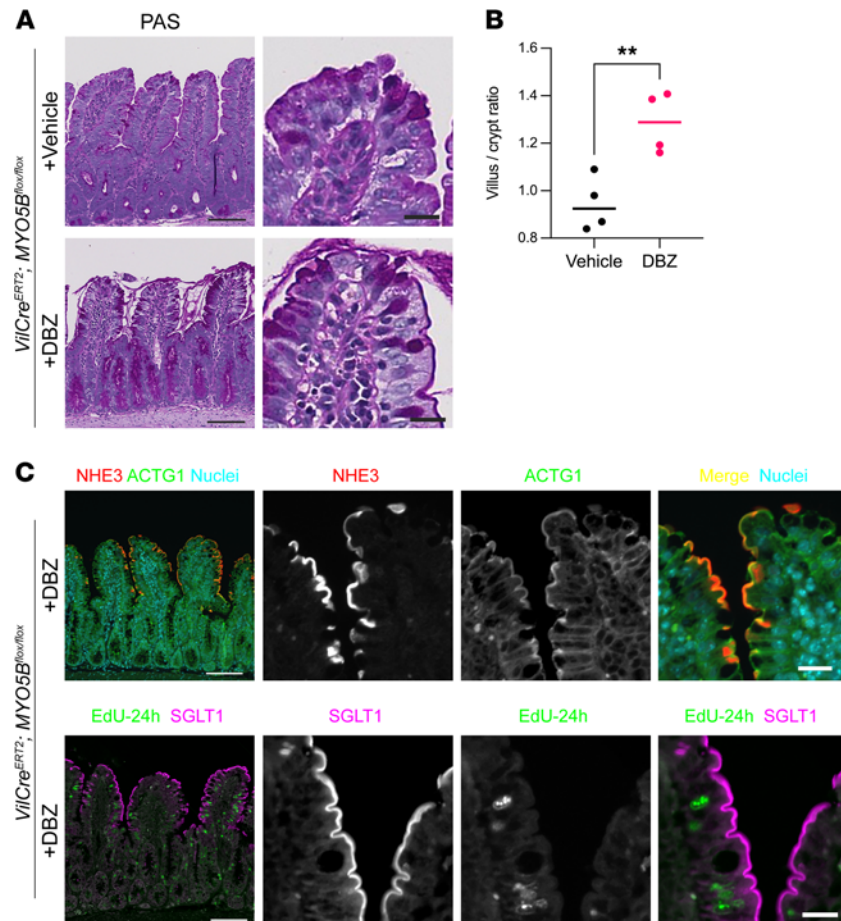 A
PAS
VilCreERT2; MYO5Bflox/flox
+Vehicle
+DBZ
B
**
Villus / crypt ratio
1.6
1.4
1.2
1.0
0.8
Vehicle
DBZ
C
NHE3 ACTG1 Nuclei
NHE3
ACTG1
Merge Nuclei
VilCreERT2; MYO5Bflox/flox
+DBZ
EdU-24h SGLT1
SGLT1
EdU-24h
EdU-24h SGLT1
+DBZ